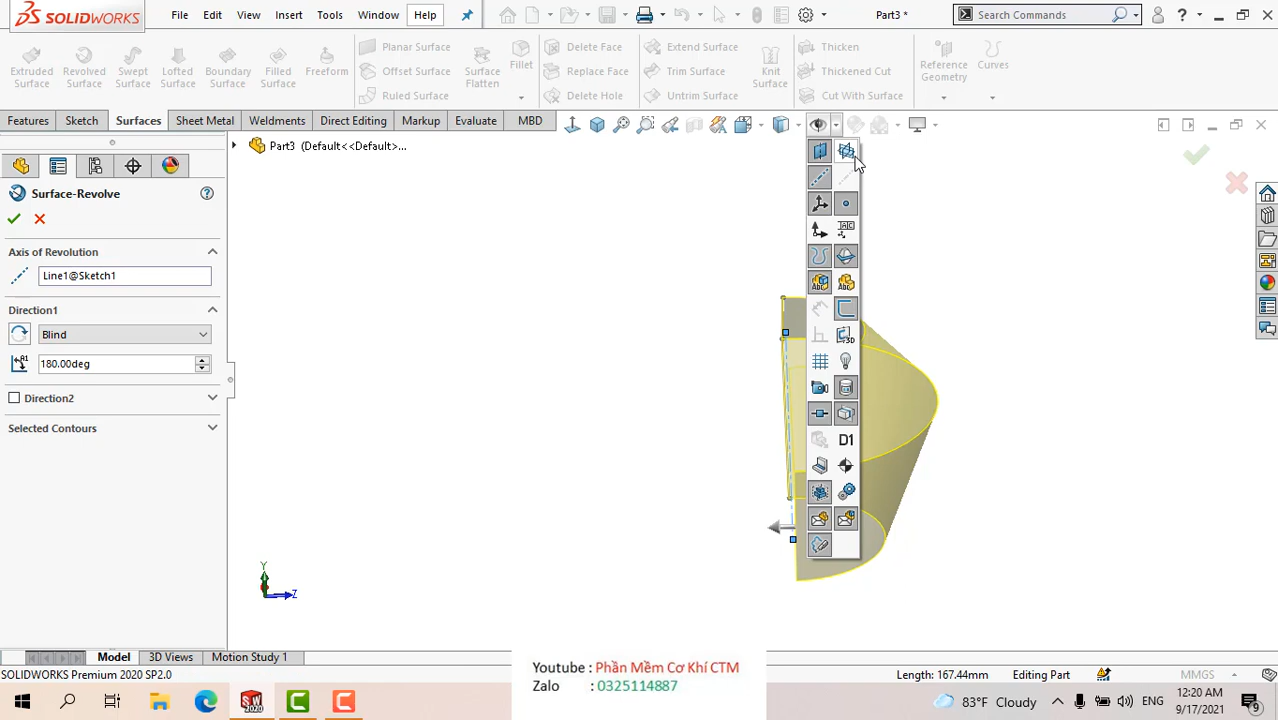 SOLIDWORKS
File Edit View Insert Tools Window Help
Part3 *
Search Commands
Extruded Surface
Revolved Surface
Swept Surface
Lofted Surface
Boundary Surface
Filled Surface
Freeform
Planar Surface
Offset Surface
Ruled Surface
Surface Flatten
Fillet
Delete Face
Replace Face
Delete Hole
Extend Surface
Trim Surface
Untrim Surface
Knit Surface
Thicken
Thickened Cut
Cut With Surface
Reference Geometry
Curves
Features Sketch Surfaces Sheet Metal Weldments Direct Editing Markup Evaluate MBD
Part3 (Default<<Default>...
Surface-Revolve
Axis of Revolution
Line1@Sketch1
Direction1
Blind
180.00deg
Direction2
Selected Contours
D1
Y
Z
Model 3D Views Motion Study 1
SOLIDWORKS Premium 2020 SP2.0
Length: 167.44mm Editing Part MMGS
Youtube : Phần Mềm Cơ Khí CTM
Zalo : 0325114887
83°F Cloudy
ENG
12:20 AM
9/17/2021